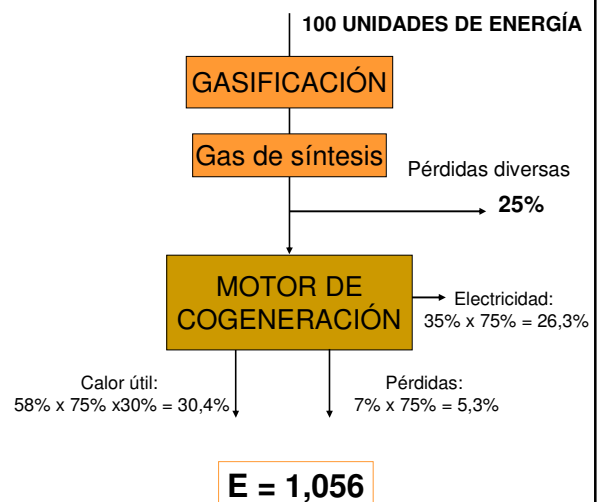 100 UNIDADES DE ENERGÍA
GASIFICACIÓN
Gas de síntesis
Pérdidas diversas
25%
MOTOR DE
COGENERACIÓN
Electricidad:
35% x 75% = 26,3%
Calor útil:
58% x 75% x30% = 30,4%
Pérdidas:
7% x 75% = 5,3%
E = 1,056